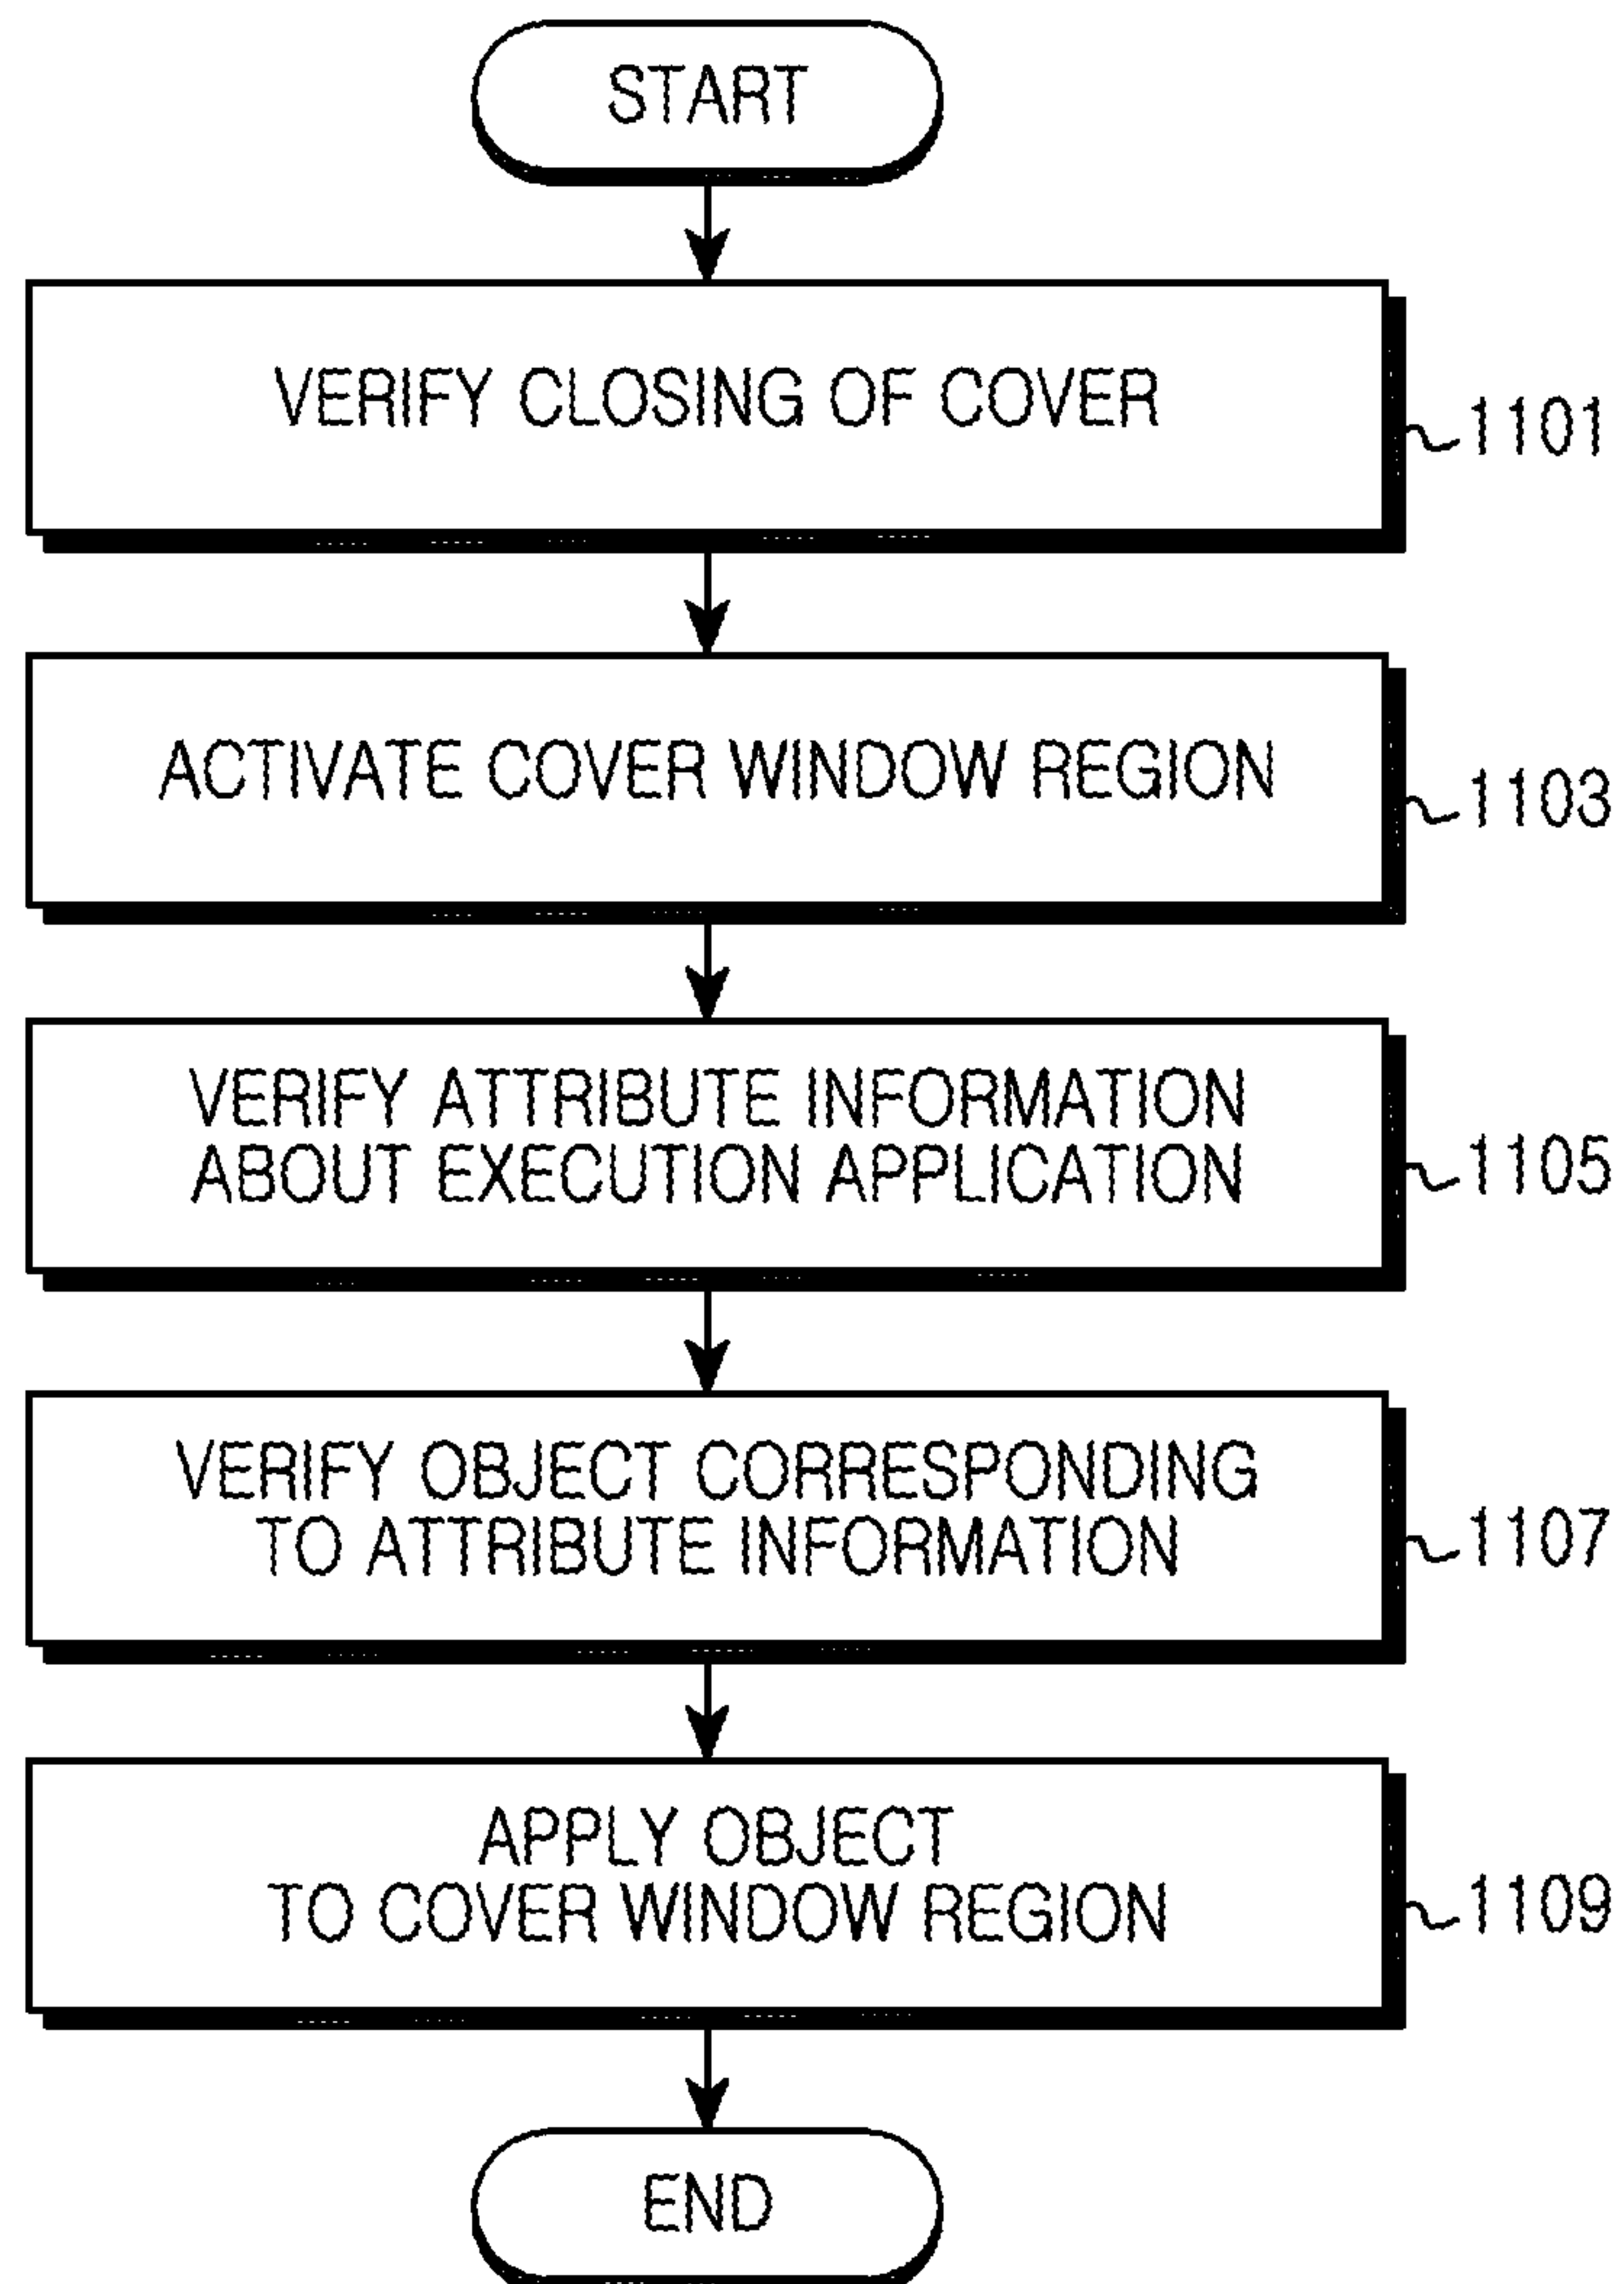 START
VERIFY CLOSING OF COVER
1101
ACTIVATE COVER WINDOW REGION
1103
VERIFY ATTRIBUTE INFORMATION
ABOUT EXECUTION APPLICATION
1105
VERIFY OBJECT CORRESPONDING
TO ATTRIBUTE INFORMATION
1107
APPLY OBJECT
TO COVER WINDOW REGION
1109
END